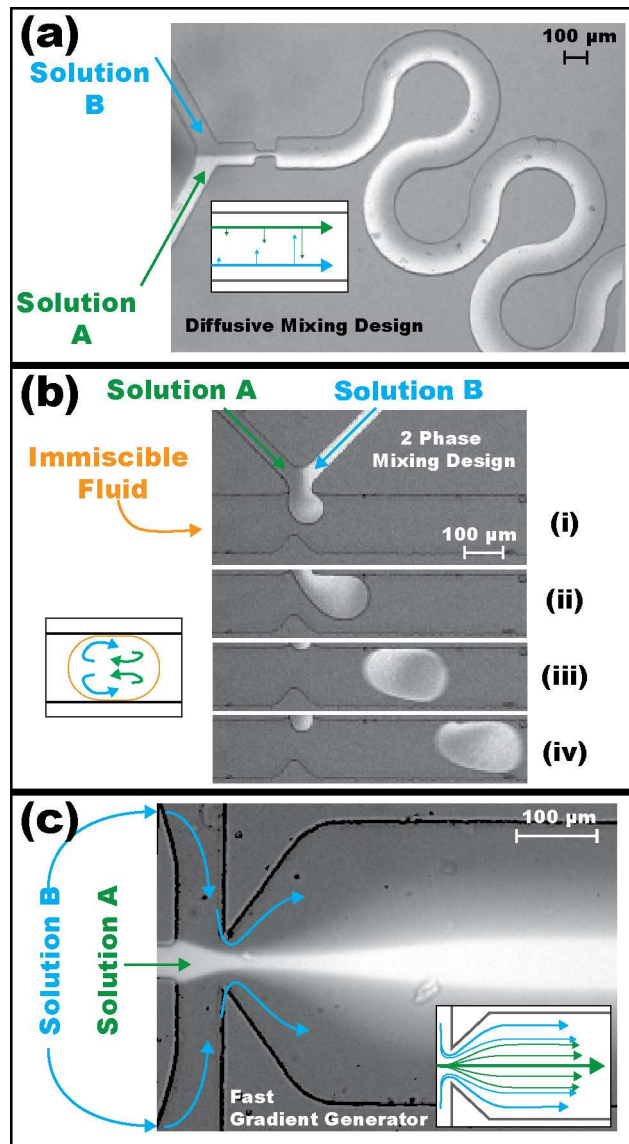 (a)
100 µm
Solution
B
Solution
A
Diffusive Mixing Design
(b)
Solution A
Solution B
Immiscible
Fluid
2 Phase
Mixing Design
100 µm
(i)
(ii)
(iii)
(iv)
(c)
100 µm
Solution B
Solution A
Fast
Gradient Generator